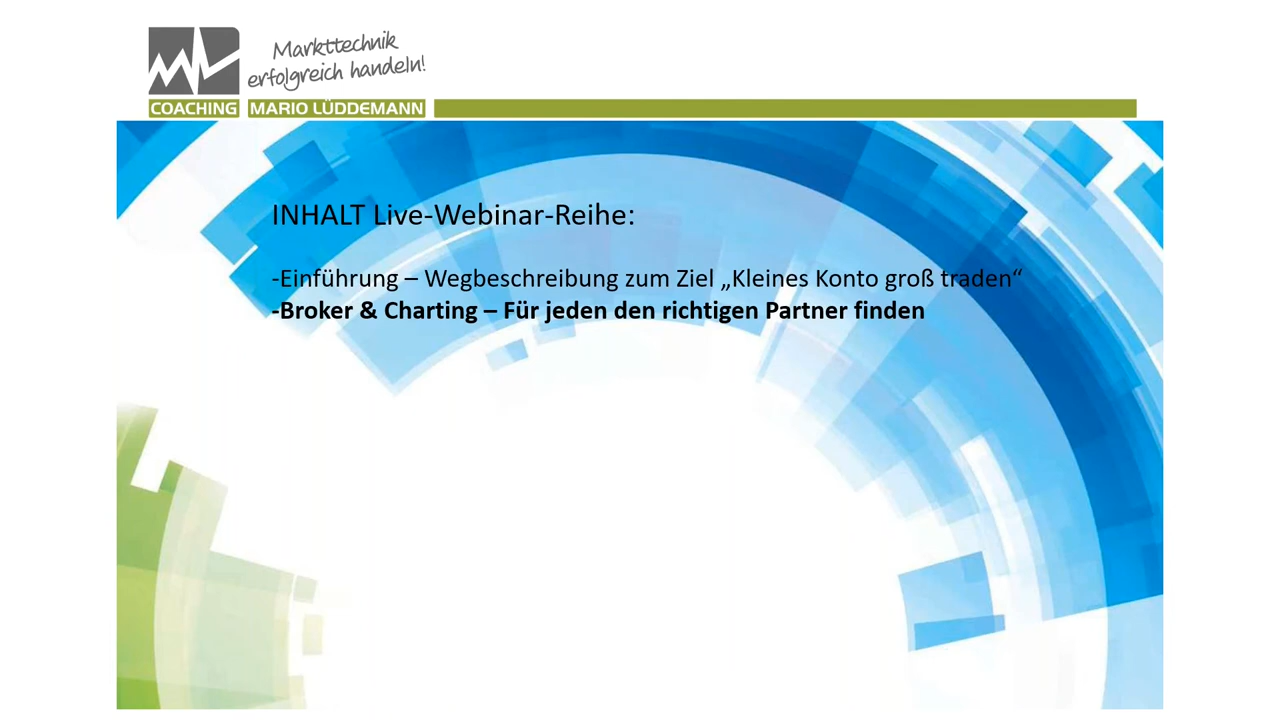 Markttechnik
erfolgreich handeln!
COACHING MARIO LÜDDEMANN
INHALT Live-Webinar-Reihe:
-Einführung – Wegbeschreibung zum Ziel „Kleines Konto groß traden“
-Broker & Charting – Für jeden den richtigen Partner finden